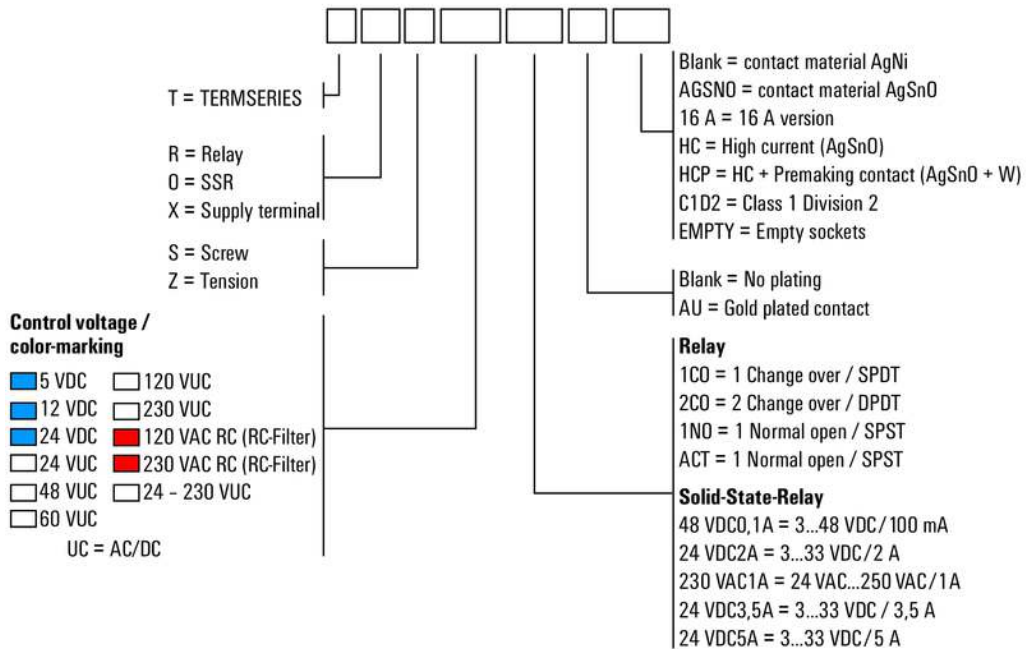 T = TERMSERIES
R = Relay
O = SSR
X = Supply terminal
S = Screw
Z = Tension
Control voltage /
color-marking
5 VDC
12 VDC
24 VDC
24 VUC
48 VUC
60 VUC
120 VUC
230 VUC
120 VAC RC (RC-Filter)
230 VAC RC (RC-Filter)
24 – 230 VUC
UC = AC/DC
Blank = contact material AgNi
AGSNO = contact material AgSnO
16 A = 16 A version
HC = High current (AgSnO)
HCP = HC + Premaking contact (AgSnO + W)
C1D2 = Class 1 Division 2
EMPTY = Empty sockets
Blank = No plating
AU = Gold plated contact
Relay
1CO = 1 Change over / SPDT
2CO = 2 Change over / DPDT
1NO = 1 Normal open / SPST
ACT = 1 Normal open / SPST
Solid-State-Relay
48 VDC0,1A = 3...48 VDC/100 mA
24 VDC2A = 3...33 VDC/2 A
230 VAC1A = 24 VAC...250 VAC/1A
24 VDC3,5A = 3...33 VDC / 3,5 A
24 VDC5A = 3...33 VDC/5 A